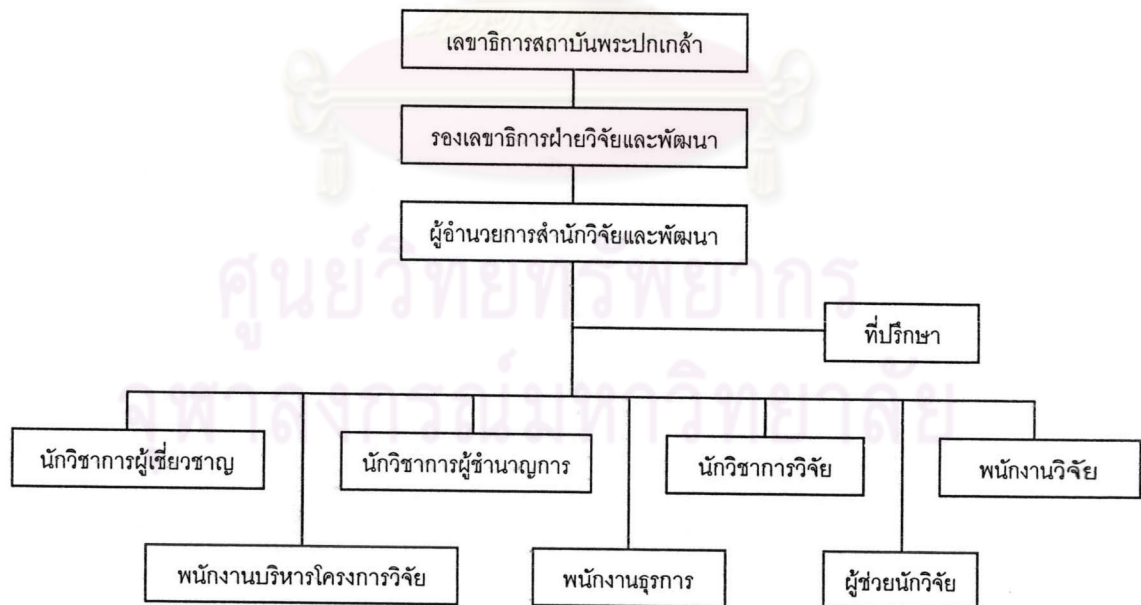 เลขาธิการสถาบันพระปกเกล้า
รองเลขาธิการฝ่ายวิจัยและพัฒนา
ผู้อำนวยการสำนักวิจัยและพัฒนา
ศูนย์วิทยทรัพยากร
ที่ปรึกษา
จุฬาลงกรณ์มหาวิทยาลัย
นักวิชาการผู้เชี่ยวชาญ
นักวิชาการผู้ชำนาญการ
นักวิชาการวิจัย
พนักงานวิจัย
พนักงานบริหารโครงการวิจัย
พนักงานธุรการ
ผู้ช่วยนักวิจัย